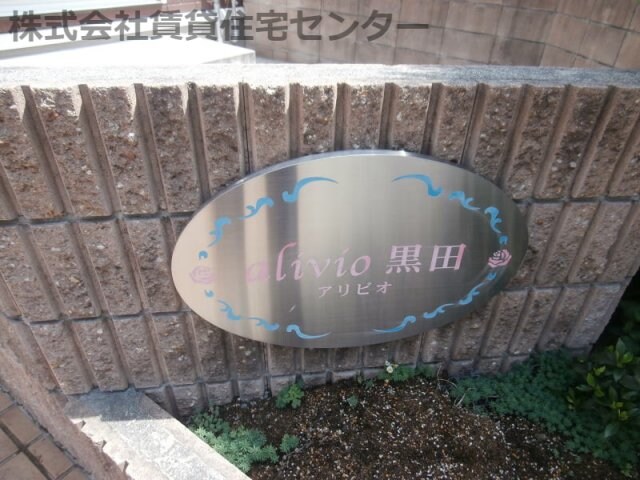 株式会社賃貸住宅センター
alivio 黒田
アリビオ